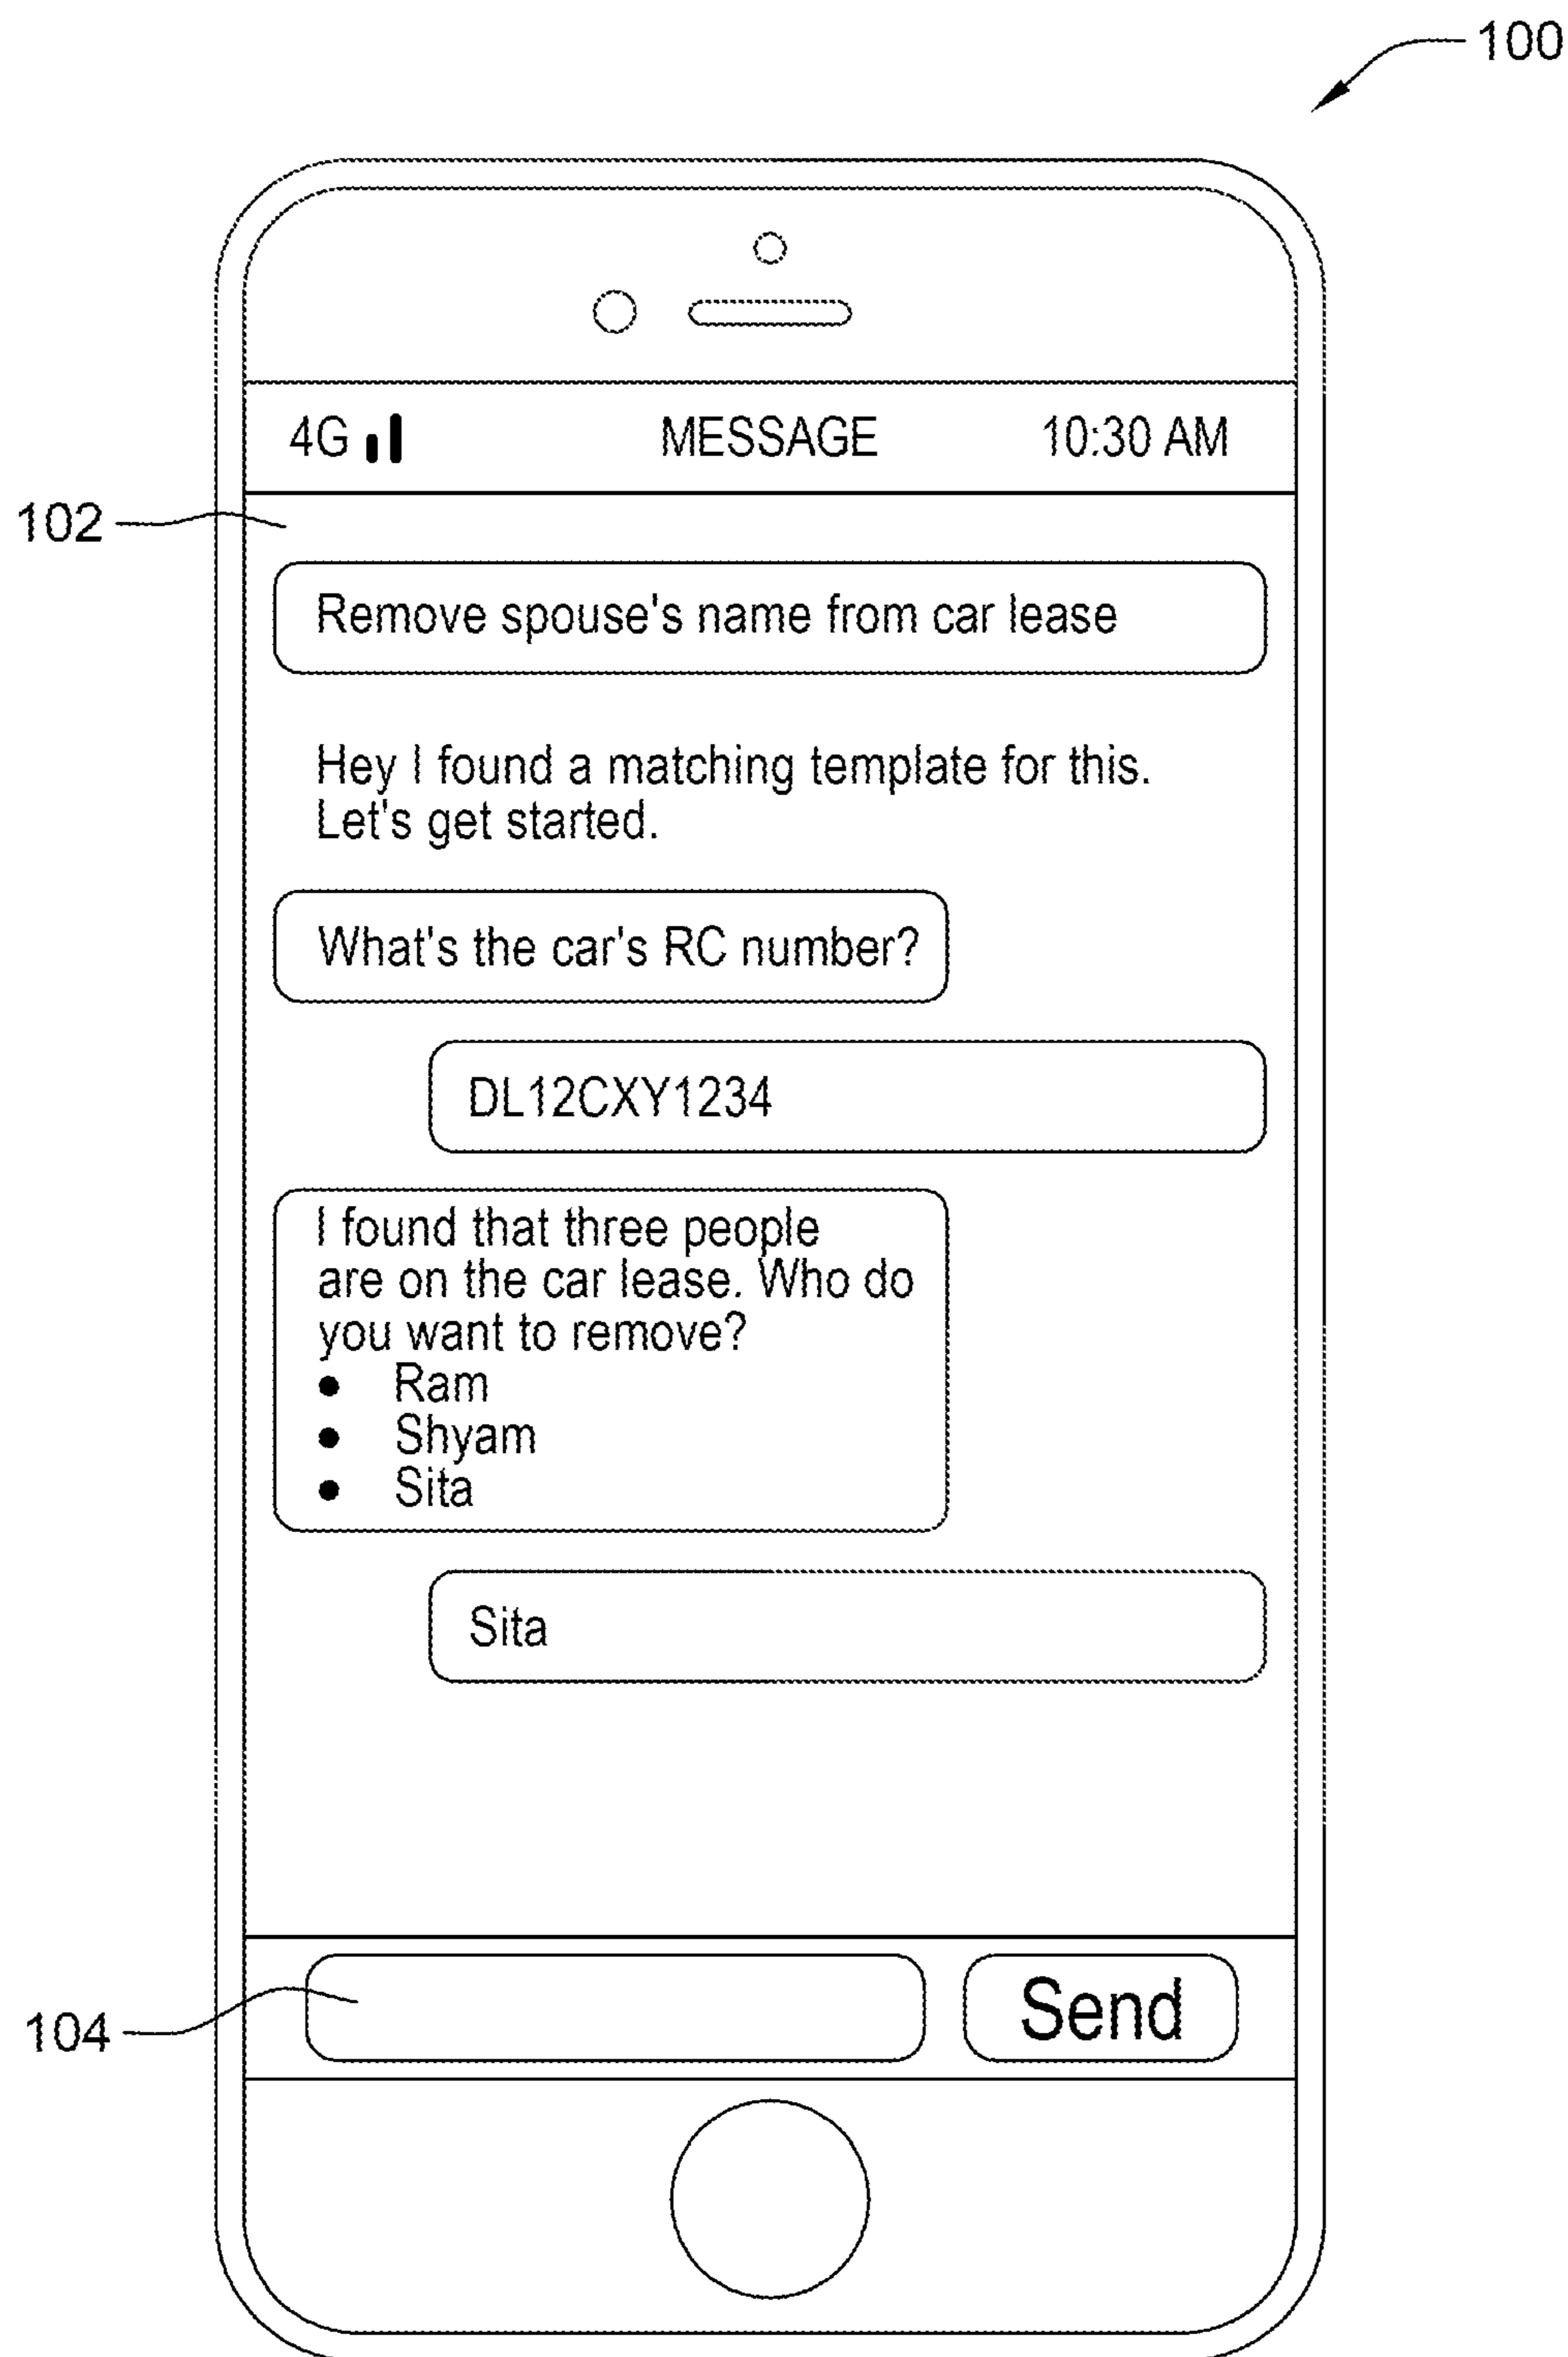 100
4G MESSAGE 10:30 AM
102
Remove spouse's name from car lease
Hey I found a matching template for this.
Let's get started.
What's the car's RC number?
DL12CXY1234
I found that three people
are on the car lease. Who do
you want to remove?
• Ram
• Shyam
• Sita
Sita
104
Send